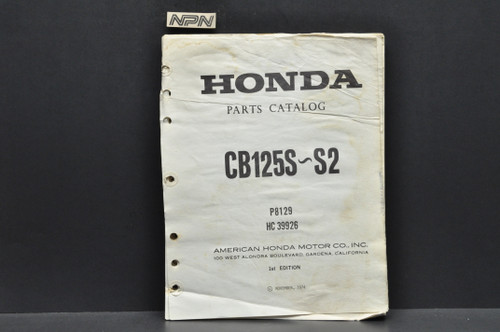 NPN
HONDA
PARTS CATALOG
CB125S~S2
P8129
HC 39926
AMERICAN HONDA MOTOR CO., INC.
100 WEST ALONDRA BOULEVARD, GARDENA, CALIFORNIA
1st EDITION